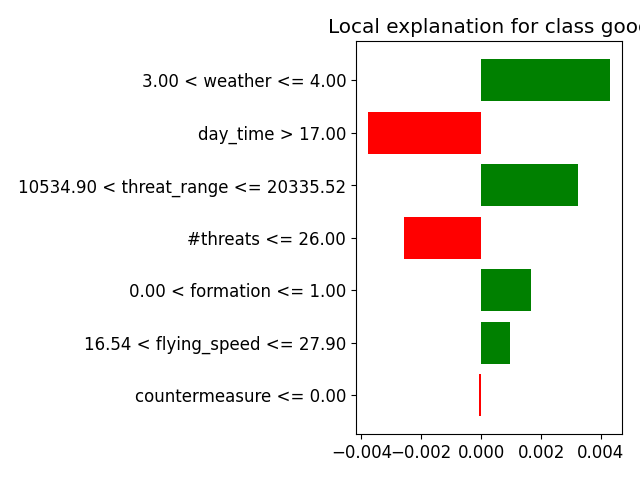 Local explanation for class good
3.00 < weather <= 4.00
day_time > 17.00
10534.90 < threat_range <= 20335.52
#threats <= 26.00
0.00 < formation <= 1.00
16.54 < flying_speed <= 27.90
countermeasure <= 0.00
−0.004 −0.002 0.000 0.002 0.004